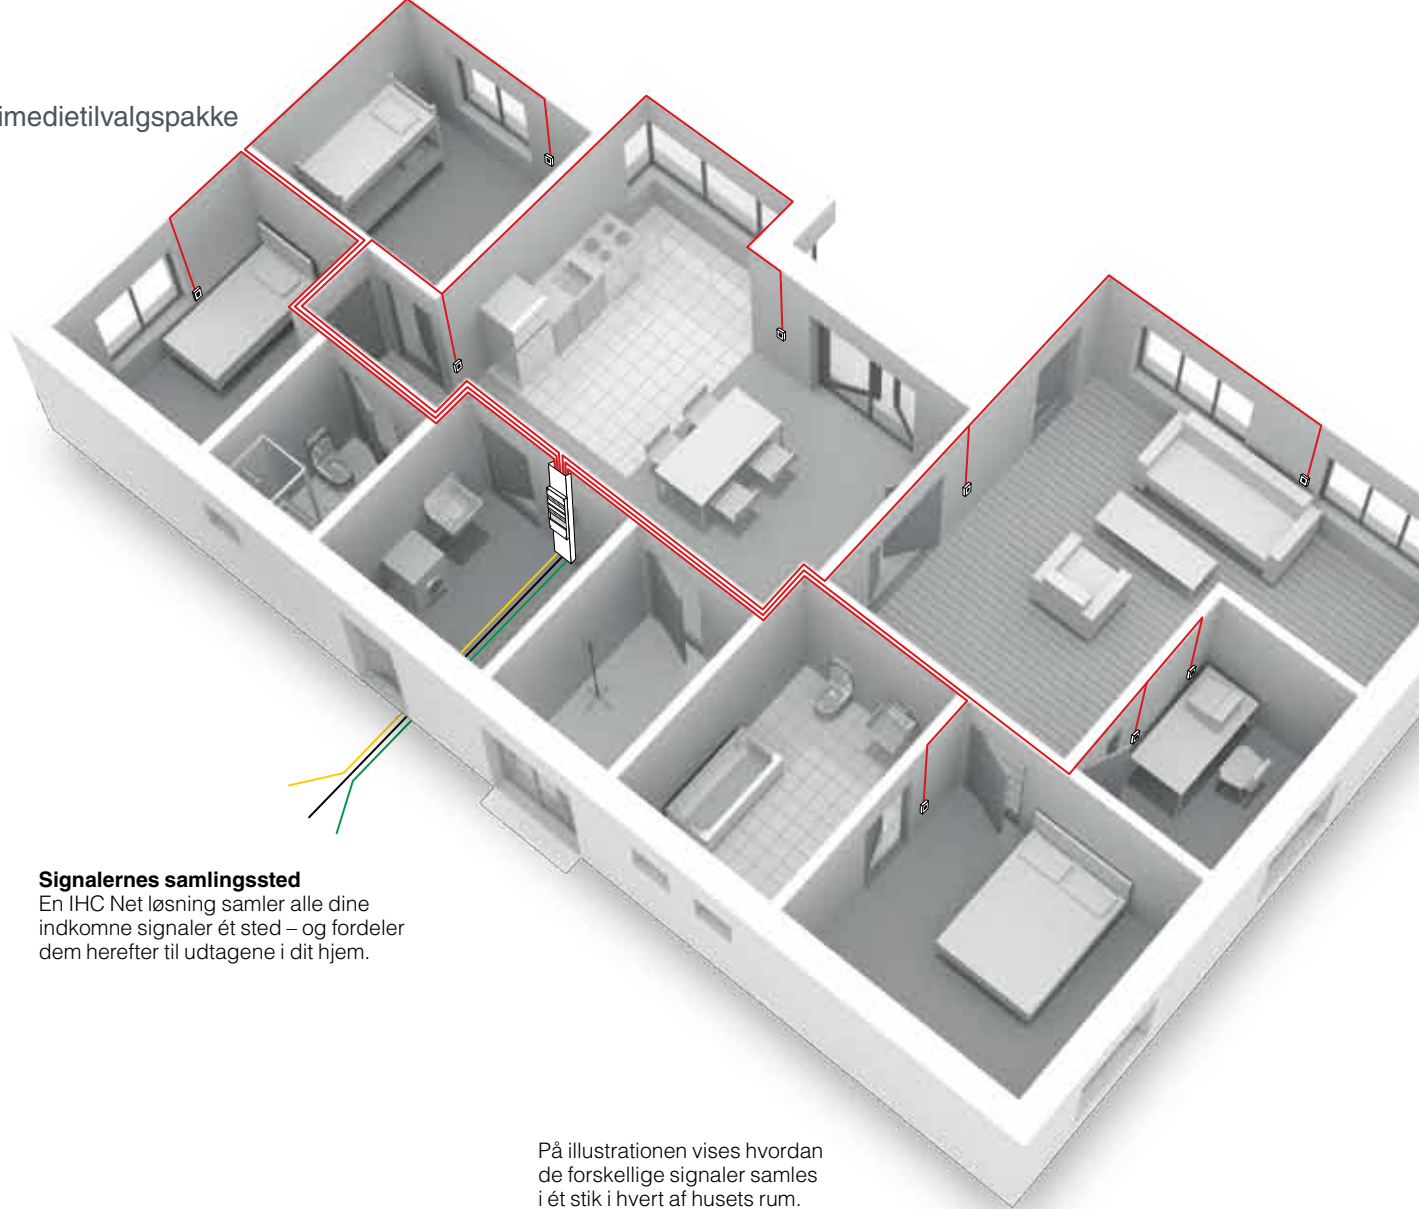 imedietilvalgspakke
Signalernes samlingssted
En IHC Net løsning samler alle dine
indkomne signaler ét sted – og fordeler
dem herefter til udtagene i dit hjem.
På illustrationen vises hvordan
de forskellige signaler samles
i ét stik i hvert af husets rum.